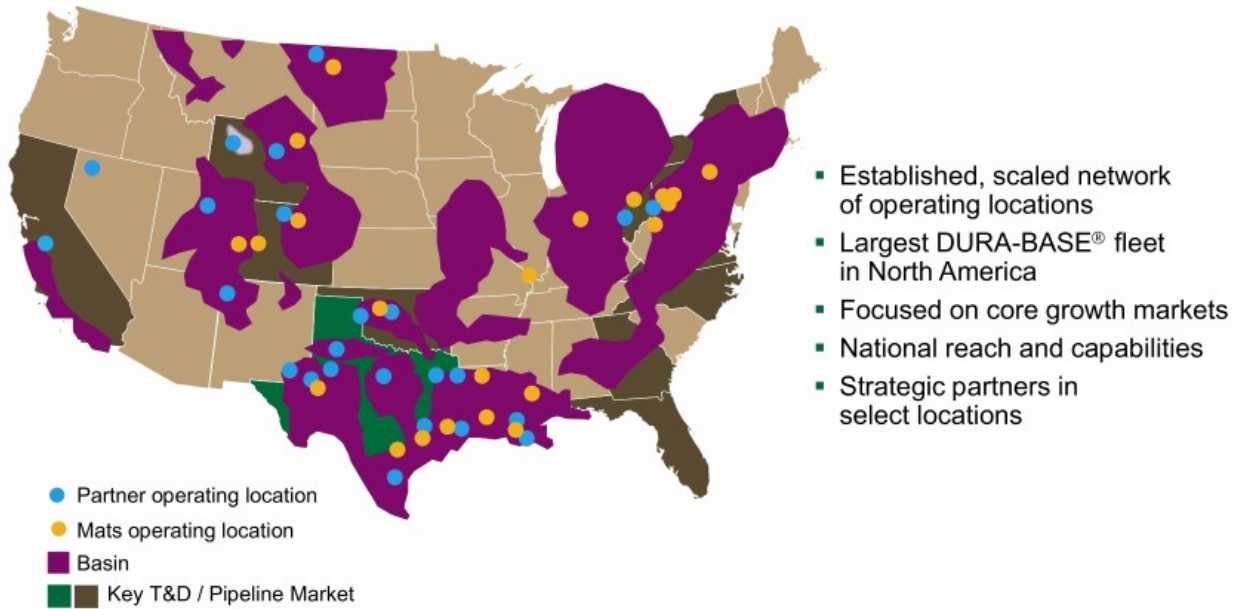 Established, scaled network
of operating locations
Largest DURA-BASE® fleet
in North America
Focused on core growth markets
National reach and capabilities
Strategic partners in
select locations
Partner operating location
Mats operating location
Basin
Key T&D / Pipeline Market